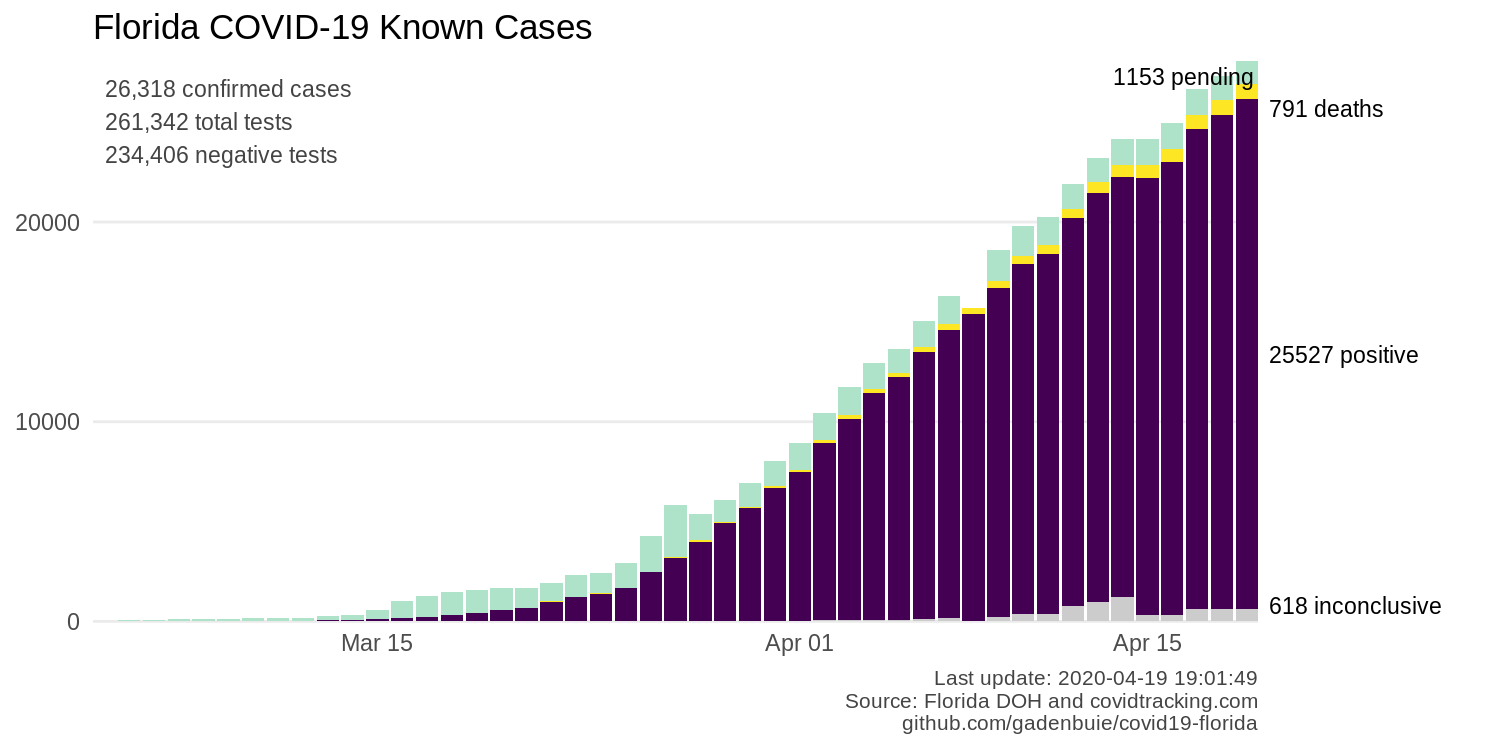 Florida COVID-19 Known Cases
26,318 confirmed cases
261,342 total tests
234,406 negative tests
1153 pending
791 deaths
25527 positive
618 inconclusive
20000
10000
0
Mar 15
Apr 01
Apr 15
Last update: 2020-04-19 19:01:49
Source: Florida DOH and covidtracking.com
github.com/gadenbuie/covid19-florida